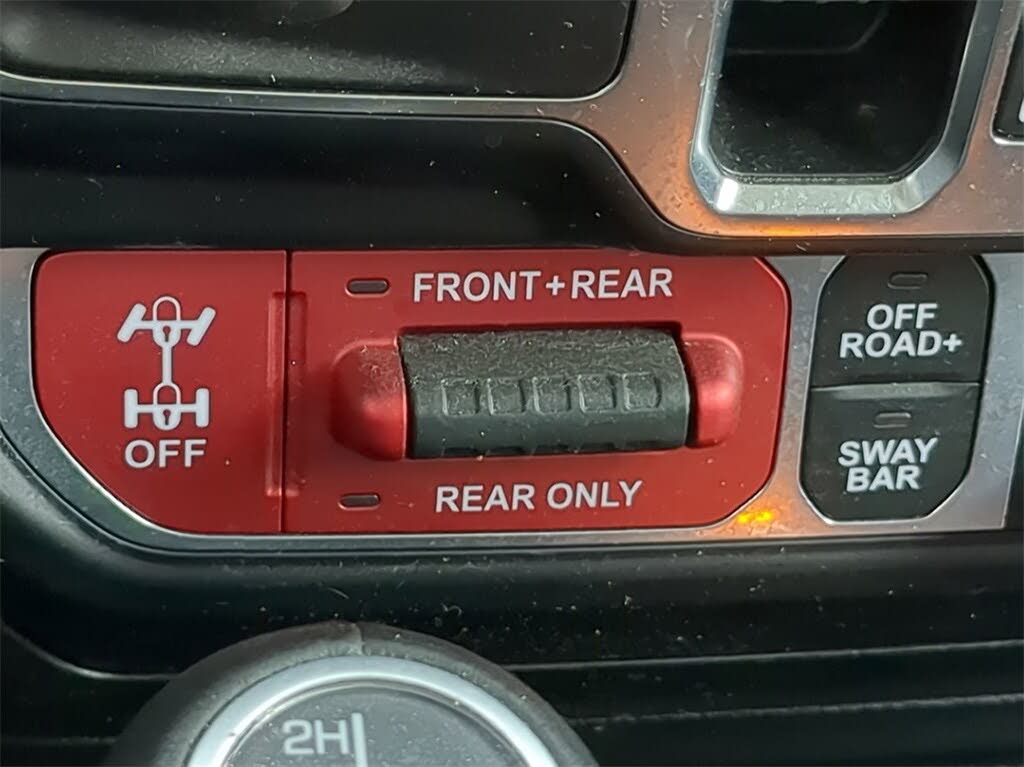 FRONT+REAR
OFF
REAR ONLY
OFF
ROAD+
SWAY
BAR
2H